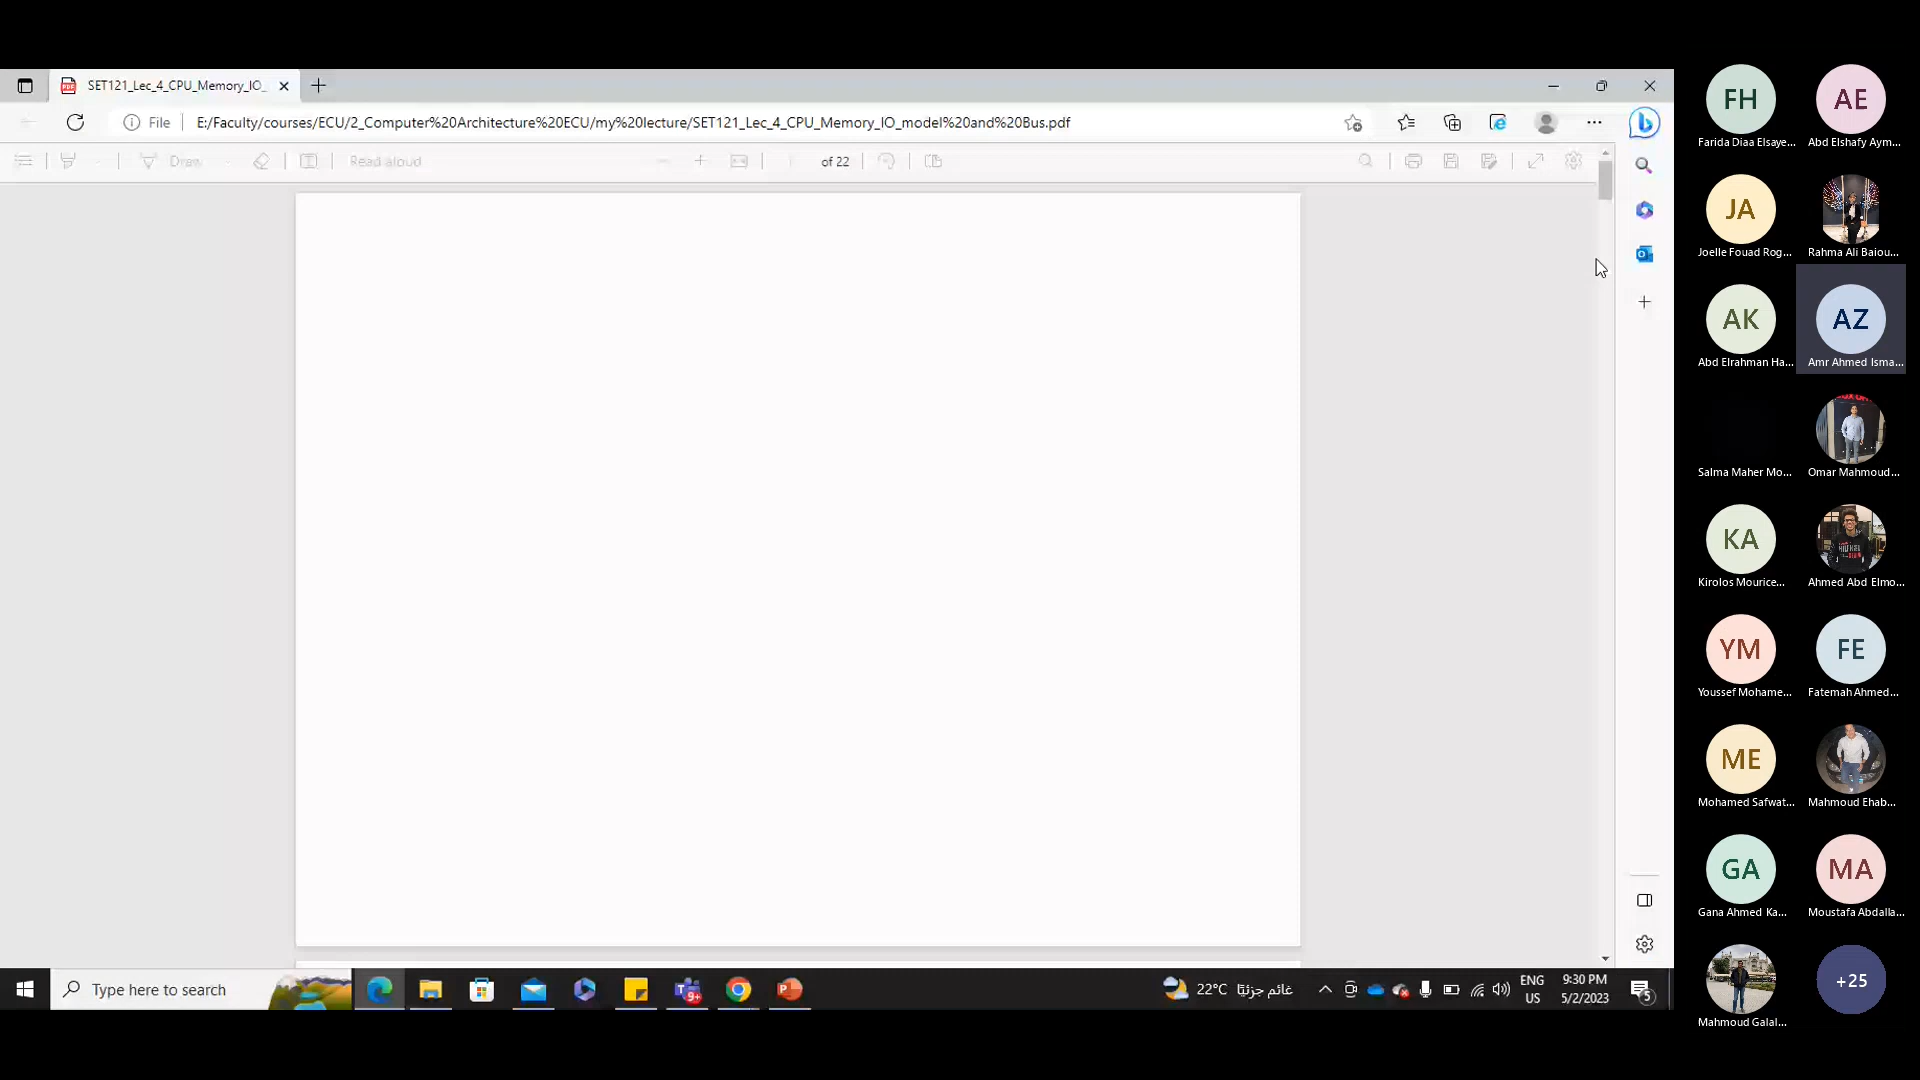 SET121_Lec_4_CPU_Memory_IO_
File
E:/Faculty/courses/ECU/2_Computer%20Architecture%20ECU/my%20lecture/SET121_Lec_4_CPU_Memory_IO_model%20and%20Bus.pdf
Draw
Read aloud
of 22
FH
AE
Farida Diaa Elsaye...
Abd Elshafy Aym...
JA
Joelle Fouad Rog...
Rahma Ali Baiou...
AK
AZ
Abd Elrahman Ha...
Amr Ahmed Isma...
Salma Maher Mo...
Omar Mahmoud...
KA
Kirolos Mourice...
Ahmed Abd Elmo...
YM
FE
Youssef Mohame...
Fatemah Ahmed...
ME
Mohamed Safwat...
Mahmoud Ehab...
GA
MA
Gana Ahmed Ka...
Moustafa Abdalla...
+25
Mahmoud Galal...
Type here to search
9+
22°C غائم جزئيًا
ENG
US
9:30 PM
5/2/2023
5